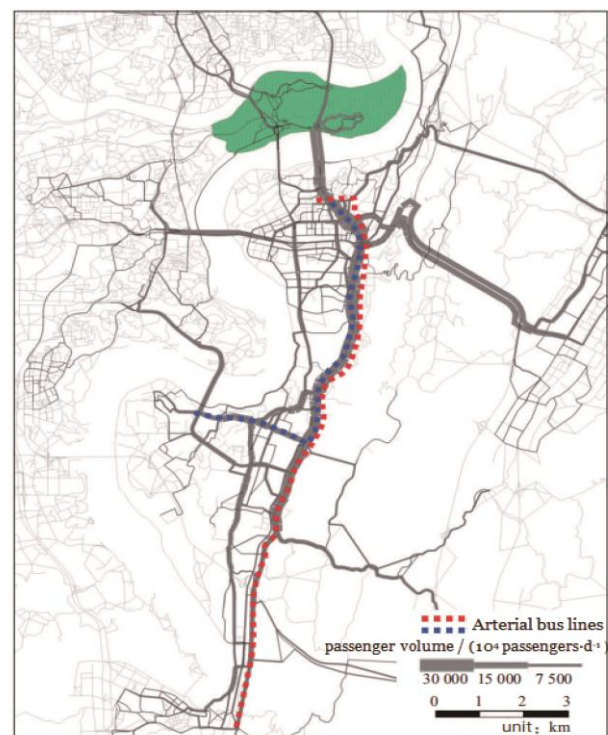 Arterial bus lines
passenger volume / (10⁴ passengers·d⁻¹)
30 000 15 000 7 500
0 1 2 3
unit: km